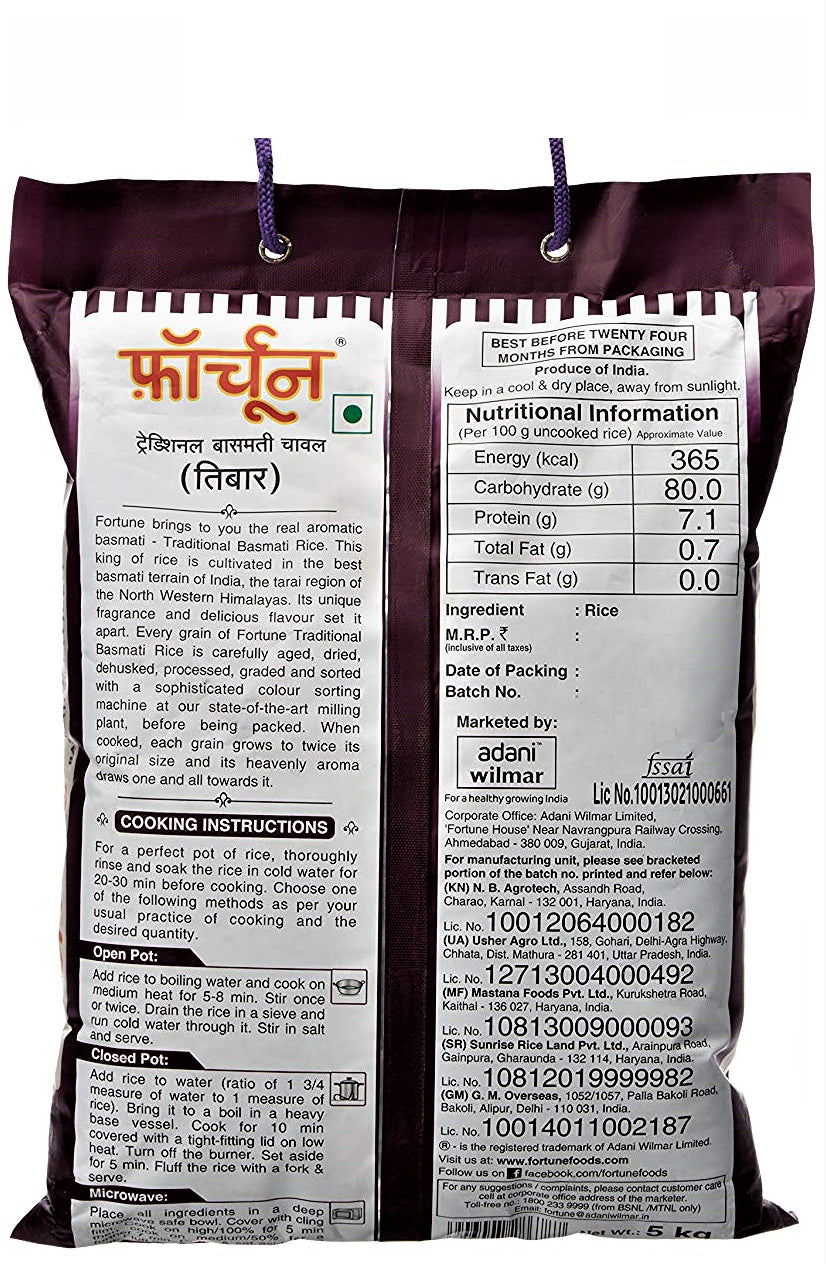 फ़ॉर्चून ®
ट्रेडिशनल बासमती चावल
(तिबार)
Fortune brings to you the real aromatic
basmati - Traditional Basmati Rice. This
king of rice is cultivated in the best
basmati terrain of India, the tarai region of
the North Western Himalayas. Its unique
fragrance and delicious flavour set it
apart. Every grain of Fortune Traditional
Basmati Rice is carefully aged, dried,
dehusked, processed, graded and sorted
with a sophisticated colour sorting
machine at our state-of-the-art milling
plant, before being packed. When
cooked, each grain grows to twice its
original size and its heavenly aroma
draws one and all towards it.
COOKING INSTRUCTIONS
For a perfect pot of rice, thoroughly
rinse and soak the rice in cold water for
20-30 min before cooking. Choose one
of the following methods as per your
usual practice of cooking and the
desired quantity.
Open Pot:
Add rice to boiling water and cook on
medium heat for 5-8 min. Stir once
or twice. Drain the rice in a sieve and
run cold water through it. Stir in salt
and serve.
Closed Pot:
Add rice to water (ratio of 1 3/4
measure of water to 1 measure of
rice). Bring it to a boil in a heavy
base vessel. Cook for 10 min
covered with a tight-fitting lid on low
heat. Turn off the burner. Set aside
for 5 min. Fluff the rice with a fork &
serve.
Microwave:
Place all ingredients in a deep
microwave safe bowl. Cover with cling
cook on high/100% for 5 min
on medium/50%
BEST BEFORE TWENTY FOUR
MONTHS FROM PACKAGING
Produce of India.
Keep in a cool & dry place, away from sunlight.
Nutritional Information
(Per 100 g uncooked rice) Approximate Value
Energy (kcal) 365
Carbohydrate (g) 80.0
Protein (g) 7.1
Total Fat (g) 0.7
Trans Fat (g) 0.0
Ingredient : Rice
M.R.P. ₹ :
(inclusive of all taxes)
Date of Packing :
Batch No. :
Marketed by:
adani™
wilmar
For a healthy growing India
fssai
Lic No.10013021000661
Corporate Office: Adani Wilmar Limited,
'Fortune House' Near Navrangpura Railway Crossing,
Ahmedabad - 380 009, Gujarat, India.
For manufacturing unit, please see bracketed
portion of the batch no. printed and refer below:
(KN) N. B. Agrotech, Assandh Road,
Charao, Karnal - 132 001, Haryana, India.
Lic. No. 10012064000182
(UA) Usher Agro Ltd., 158, Gohari, Delhi-Agra Highway,
Chhata, Dist. Mathura - 281 401, Uttar Pradesh, India.
Lic. No. 12713004000492
(MF) Mastana Foods Pvt. Ltd., Kurukshetra Road,
Kaithal - 136 027, Haryana, India.
Lic. No. 10813009000093
(SR) Sunrise Rice Land Pvt. Ltd., Arainpura Road,
Gainpura, Gharaunda - 132 114, Haryana, India.
Lic. No. 10812019999982
(GM) G. M. Overseas, 1052/1057, Palla Bakoli Road,
Bakoli, Alipur, Delhi - 110 031, India.
Lic. No. 10014011002187
® - is the registered trademark of Adani Wilmar Limited.
Visit us at: www.fortunefoods.com
Follow us on f facebook.com/fortunefoods
For any suggestions / complaints, please contact customer care
cell at corporate office address of the marketer.
Toll-free no.: 1800 233 9999 (from BSNL /MTNL only)
Email: fortune@adaniwilmar.in
Net Wt.: 5 kg